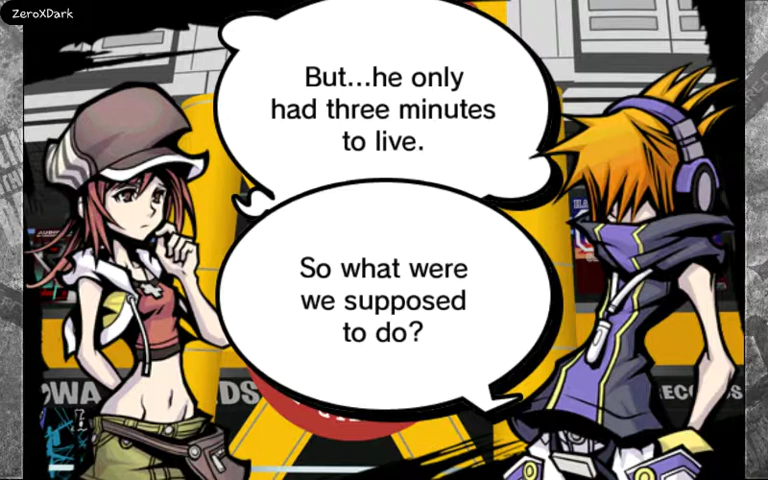 ZeroXDark
But...he only
had three minutes
to live.
So what were
we supposed
to do?